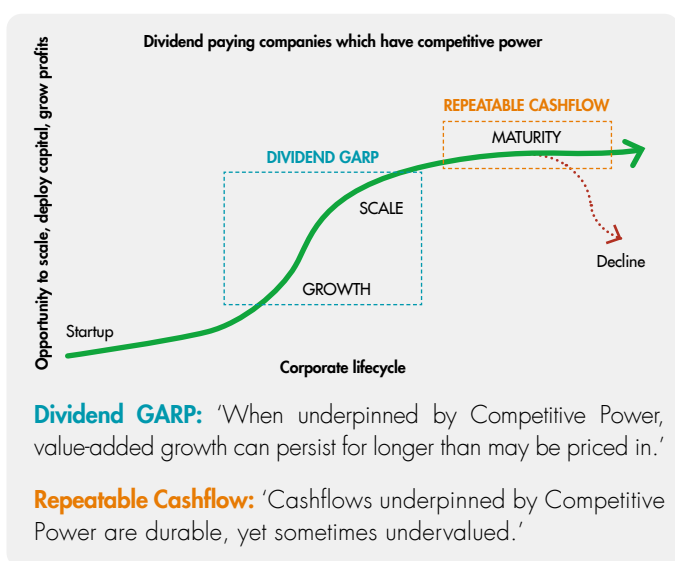 Dividend paying companies which have competitive power
Opportunity to scale, deploy capital, grow profits
REPEATABLE CASHFLOW
MATURITY
DIVIDEND GARP
SCALE
Decline
GROWTH
Startup
Corporate lifecycle
Dividend GARP: ‘When underpinned by Competitive Power,
value-added growth can persist for longer than may be priced in.’
Repeatable Cashflow: ‘Cashflows underpinned by Competitive
Power are durable, yet sometimes undervalued.’